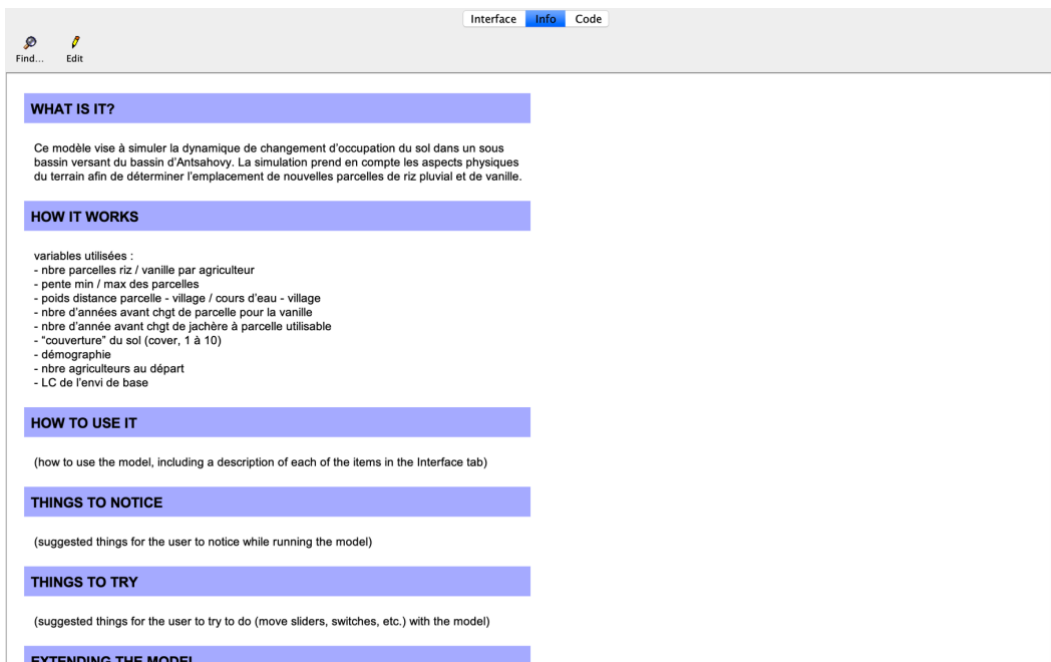 Interface Info Code
Find... Edit
WHAT IS IT?
Ce modèle vise à simuler la dynamique de changement d'occupation du sol dans un sous
bassin versant du bassin d'Antsahovy. La simulation prend en compte les aspects physiques
du terrain afin de déterminer l'emplacement de nouvelles parcelles de riz pluvial et de vanille.
HOW IT WORKS
variables utilisées :
- nbre parcelles riz / vanille par agriculteur
- pente min / max des parcelles
- poids distance parcelle - village / cours d'eau - village
- nbre d'années avant chgt de parcelle pour la vanille
- nbre d'année avant chgt de jachère à parcelle utilisable
- "couverture" du sol (cover, 1 à 10)
- démographie
- nbre agriculteurs au départ
- LC de l'envi de base
HOW TO USE IT
(how to use the model, including a description of each of the items in the Interface tab)
THINGS TO NOTICE
(suggested things for the user to notice while running the model)
THINGS TO TRY
(suggested things for the user to try to do (move sliders, switches, etc.) with the model)
EXTENDING THE MODEL